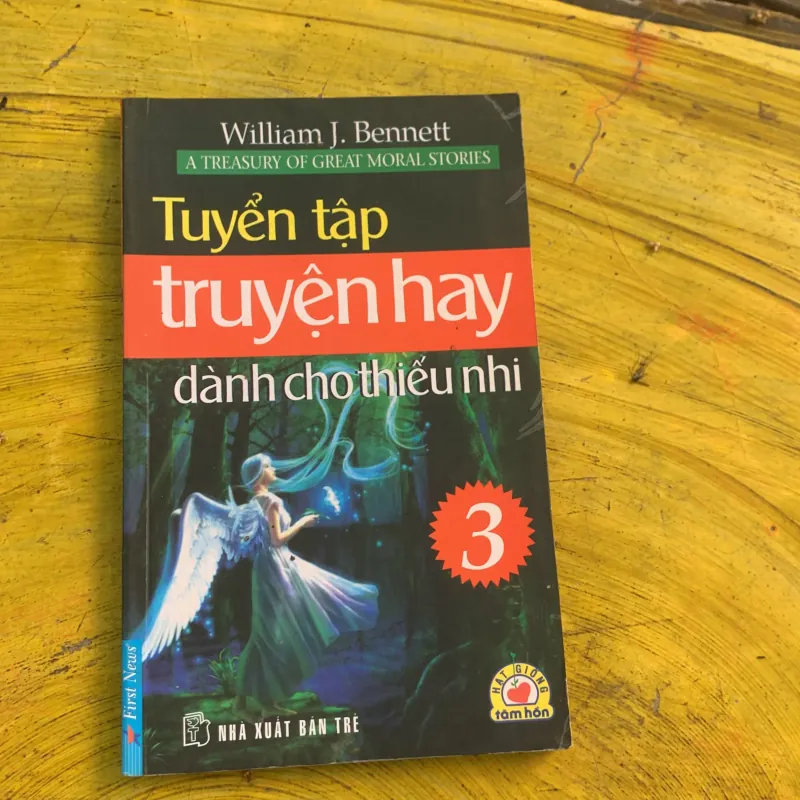 William J. Bennett
A TREASURY OF GREAT MORAL STORIES
Tuyển tập
truyện hay
dành cho thiếu nhi
3
First News
NHÀ XUẤT BẢN TRẺ
HẠT GIỐNG
tâm hồn